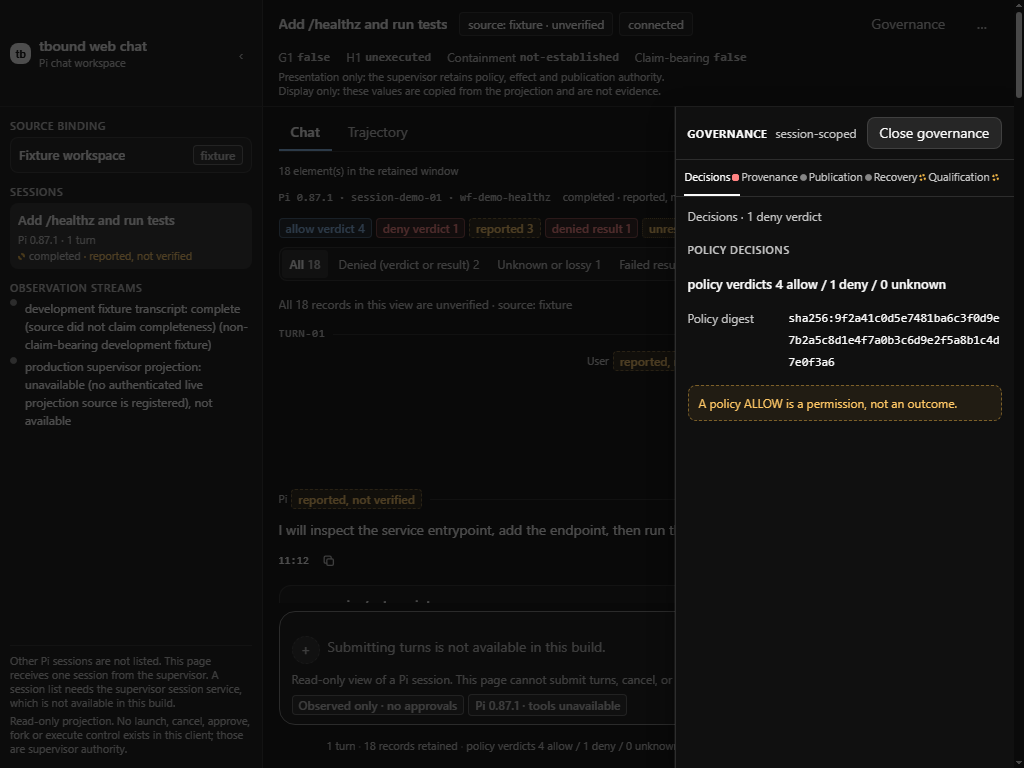 tb
tbound web chat
Pi chat workspace
SOURCE BINDING
Fixture workspace
fixture
SESSIONS
Add /healthz and run tests
Pi 0.87.1 · 1 turn
completed · reported, not verified
OBSERVATION STREAMS
development fixture transcript: complete
(source did not claim completeness) (non-
claim-bearing development fixture)
production supervisor projection:
unavailable (no authenticated live
projection source is registered), not
available
Other Pi sessions are not listed. This page
receives one session from the supervisor. A
session list needs the supervisor session service,
which is not available in this build.
Read-only projection. No launch, cancel, approve,
fork or execute control exists in this client; those
are supervisor authority.
Add /healthz and run tests
source: fixture · unverified
connected
Governance
...
G1 false H1 unexecuted Containment not-established Claim-bearing false
Presentation only: the supervisor retains policy, effect and publication authority.
Display only: these values are copied from the projection and are not evidence.
Chat Trajectory
18 element(s) in the retained window
Pi 0.87.1 · session-demo-01 · wf-demo-healthz completed · reported,
allow verdict 4 deny verdict 1 reported 3 denied result 1
All 18 Denied (verdict or result) 2 Unknown or lossy 1 Failed
All 18 records in this view are unverified · source: fixture
TURN-01
User reported,
Pi reported, not verified
I will inspect the service entrypoint, add the endpoint, then run
11:12
+ Submitting turns is not available in this build.
Read-only view of a Pi session. This page cannot submit turns, cancel, or
Observed only · no approvals Pi 0.87.1 · tools unavailable
1 turn · 18 records retained · policy verdicts 4 allow / 1 deny / 0 unknown
GOVERNANCE session-scoped Close governance
Decisions Provenance Publication Recovery Qualification
Decisions · 1 deny verdict
POLICY DECISIONS
policy verdicts 4 allow / 1 deny / 0 unknown
Policy digest
sha256:9f2a41c0d5e7481ba6c3f0d9e
7b2a5c8d1e4f7a0b3c6d9e2f5a8b1c4d
7e0f3a6
A policy ALLOW is a permission, not an outcome.